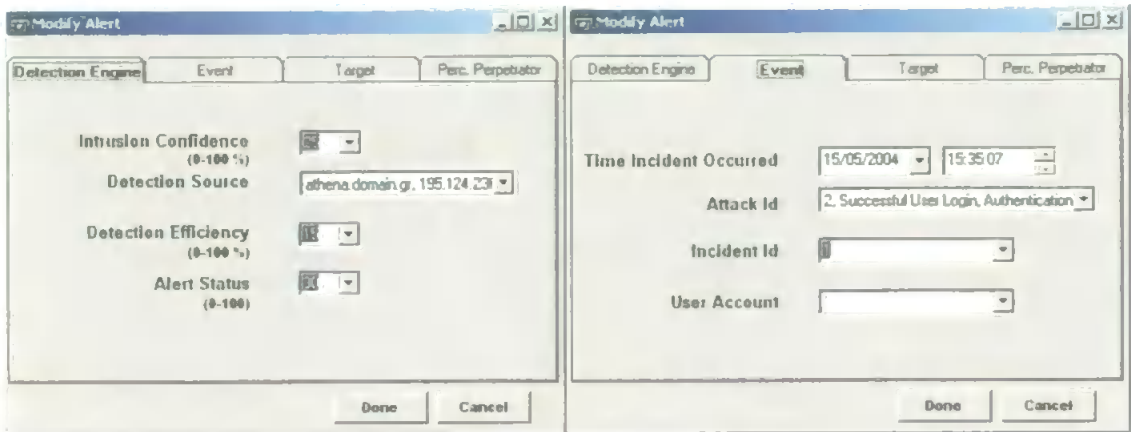 Modify Alert
Detection Engine Event Target Perc. Perpetrator
Intrusion Confidence
(0-100 %)
Detection Source athena.domain.gr, 195.124.23
Detection Efficiency
(0-100 %)
Alert Status
(0-100)
Done Cancel
Modify Alert
Detection Engine Event Target Perc. Perpetrator
Time Incident Occurred 15/05/2004 15:35:07
Attack Id 2, Successful User Login, Authentication
Incident Id 1
User Account
Done Cancel